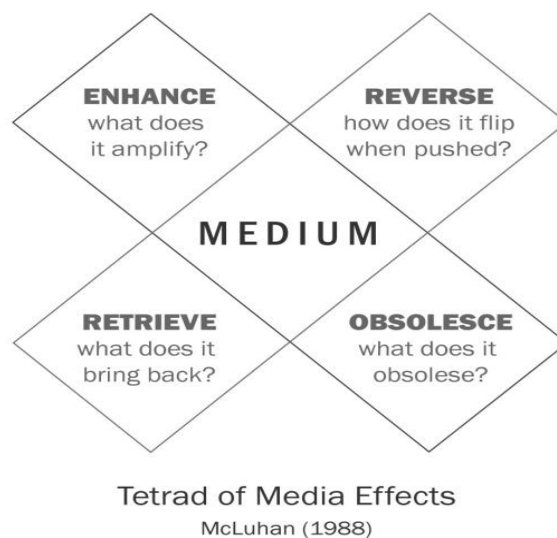 ENHANCE
what does
it amplify?
REVERSE
how does it flip
when pushed?
MEDIUM
RETRIEVE
what does it
bring back?
OBSOLESCE
what does it
obsolese?
Tetrad of Media Effects
McLuhan (1988)